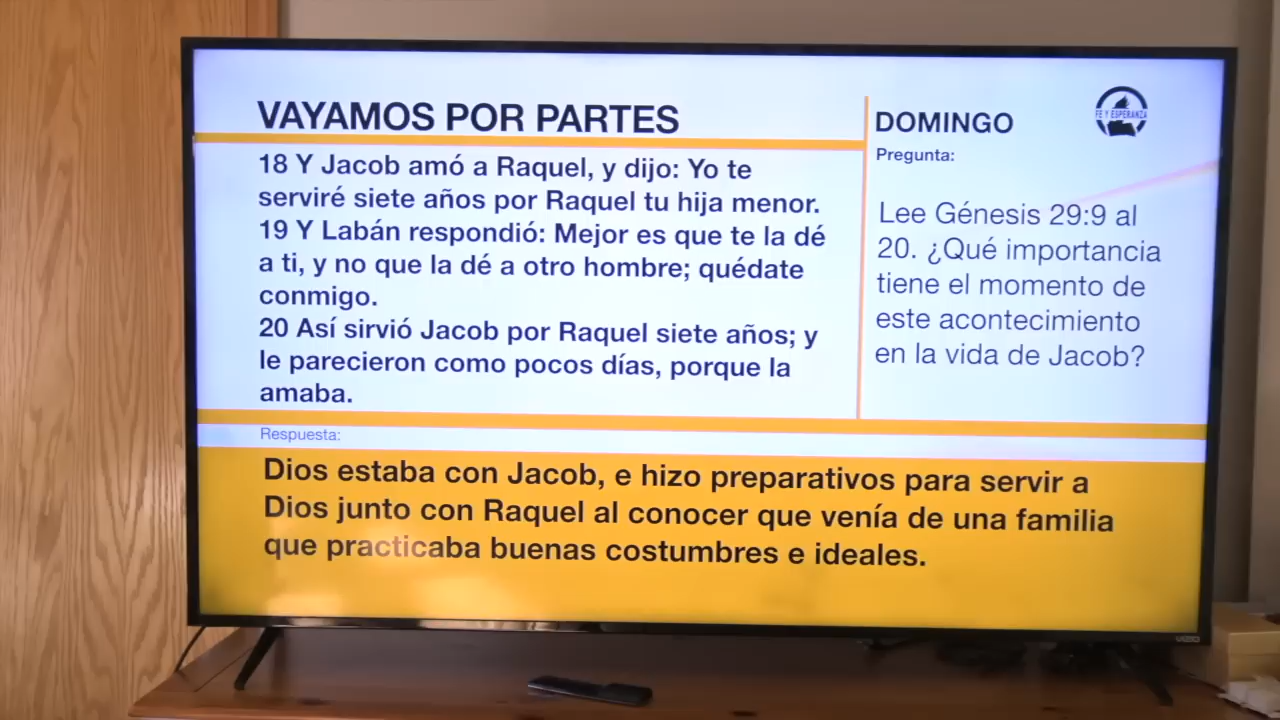 VAYAMOS POR PARTES
18 Y Jacob amó a Raquel, y dijo: Yo te
serviré siete años por Raquel tu hija menor.
19 Y Labán respondió: Mejor es que te la dé
a ti, y no que la dé a otro hombre; quédate
conmigo.
20 Así sirvió Jacob por Raquel siete años; y
le parecieron como pocos días, porque la
amaba.
DOMINGO
FE Y ESPERANZA
Pregunta:
Lee Génesis 29:9 al
20. ¿Qué importancia
tiene el momento de
este acontecimiento
en la vida de Jacob?
Respuesta:
Dios estaba con Jacob, e hizo preparativos para servir a
Dios junto con Raquel al conocer que venía de una familia
que practicaba buenas costumbres e ideales.
VIZIO